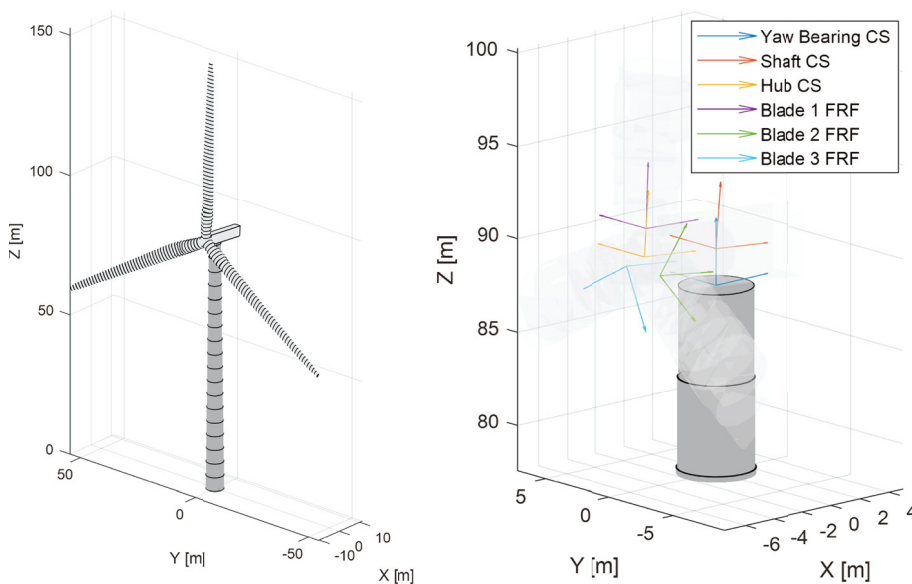 150
100
50
0
Z [m]
50
0
-50
Y [m]
-10
0
10
X [m]
100
95
90
85
80
Z [m]
5
0
-5
Y [m]
-6
-4
-2
0
2
4
X [m]
Yaw Bearing CS
Shaft CS
Hub CS
Blade 1 FRF
Blade 2 FRF
Blade 3 FRF